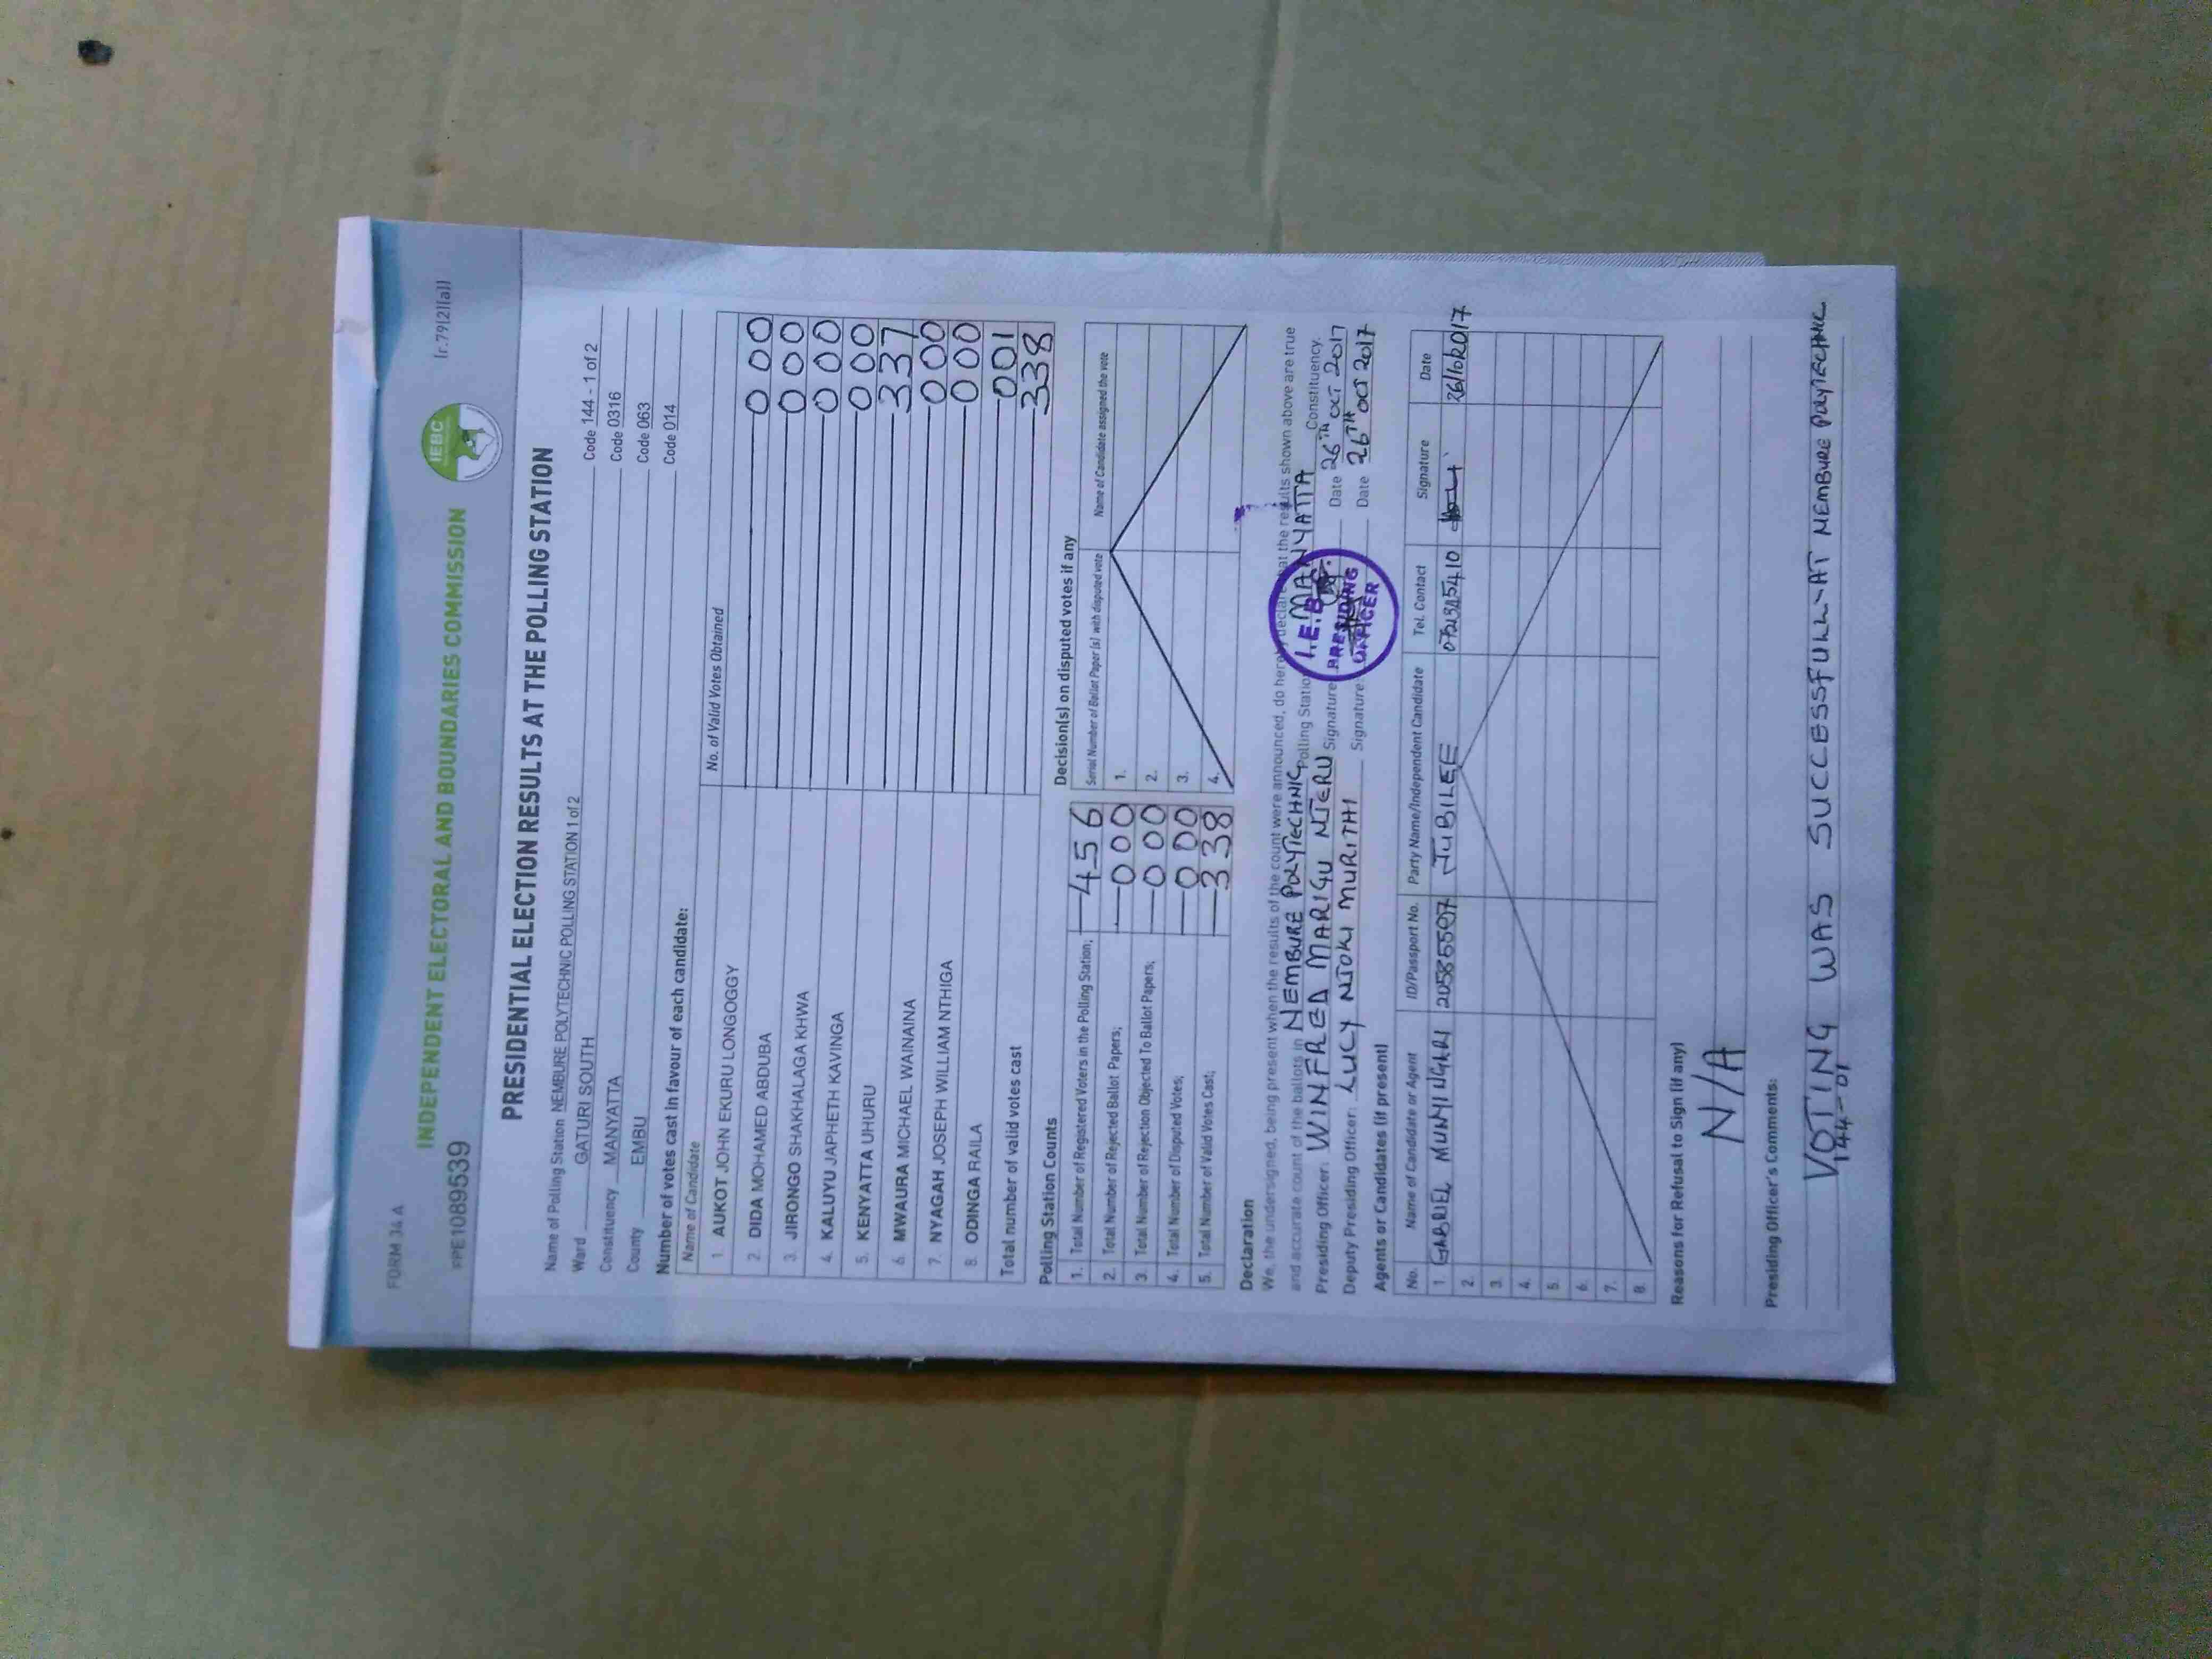 FORM 34 A
(r.79(2)(a))
INDEPENDENT ELECTORAL AND BOUNDARIES COMMISSION
IEBC
PPE1089539
PRESIDENTIAL ELECTION RESULTS AT THE POLLING STATION
Name of Polling Station NEMBURE POLYTECHNIC POLLING STATION 1 of 2 Code 144 - 1 of 2
Ward GATURI SOUTH Code 0316
Constituency MANYATTA Code 063
County EMBU Code 014
Number of votes cast in favour of each candidate:
Name of Candidate No. of Valid Votes Obtained
1. AUKOT JOHN EKURU LONGOGGY 000
2. DIDA MOHAMED ABDUBA 000
3. JIRONGO SHAKHALAGA KHWA 000
4. KALUYU JAPHETH KAVINGA 000
5. KENYATTA UHURU 337
6. MWAURA MICHAEL WAINAINA 000
7. NYAGAH JOSEPH WILLIAM NTHIGA 000
8. ODINGA RAILA 001
Total number of valid votes cast 338
Polling Station Counts
1. Total Number of Registered Voters in the Polling Station; 456
2. Total Number of Rejected Ballot Papers; 000
3. Total Number of Rejection Objected To Ballot Papers; 000
4. Total Number of Disputed Votes; 000
5. Total Number of Valid Votes Cast; 338
Decision(s) on disputed votes if any
Serial Number of Ballot Paper (s) with disputed vote Name of Candidate assigned the vote
1.
2.
3.
4.
Declaration
We, the undersigned, being present when the results of the count were announced, do hereby declare that the results shown above are true
and accurate count of the ballots in NEMBURE POLYTECHNIC Polling Station MANYATTA Constituency.
Presiding Officer: WINFRED MARIGU NJERU Signature Date 26TH OCT 2017
Deputy Presiding Officer: LUCY NJOKI MURITHI Signature: Date 26TH OCT 2017
I.E.B.C.
PRESIDING
OFFICER
Agents or Candidates (if present)
No. Name of Candidate or Agent ID/Passport No. Party Name/Independent Candidate Tel. Contact Signature Date
1. GABRIEL JUBILEE
2.
3.
4.
5.
6.
7.
8.
Reasons for Refusal to Sign (if any)
N/A
Presiding Officer's Comments:
VOTING WAS SUCCESSFULLY AT NEMBURE POLYTECHNIC
144-01